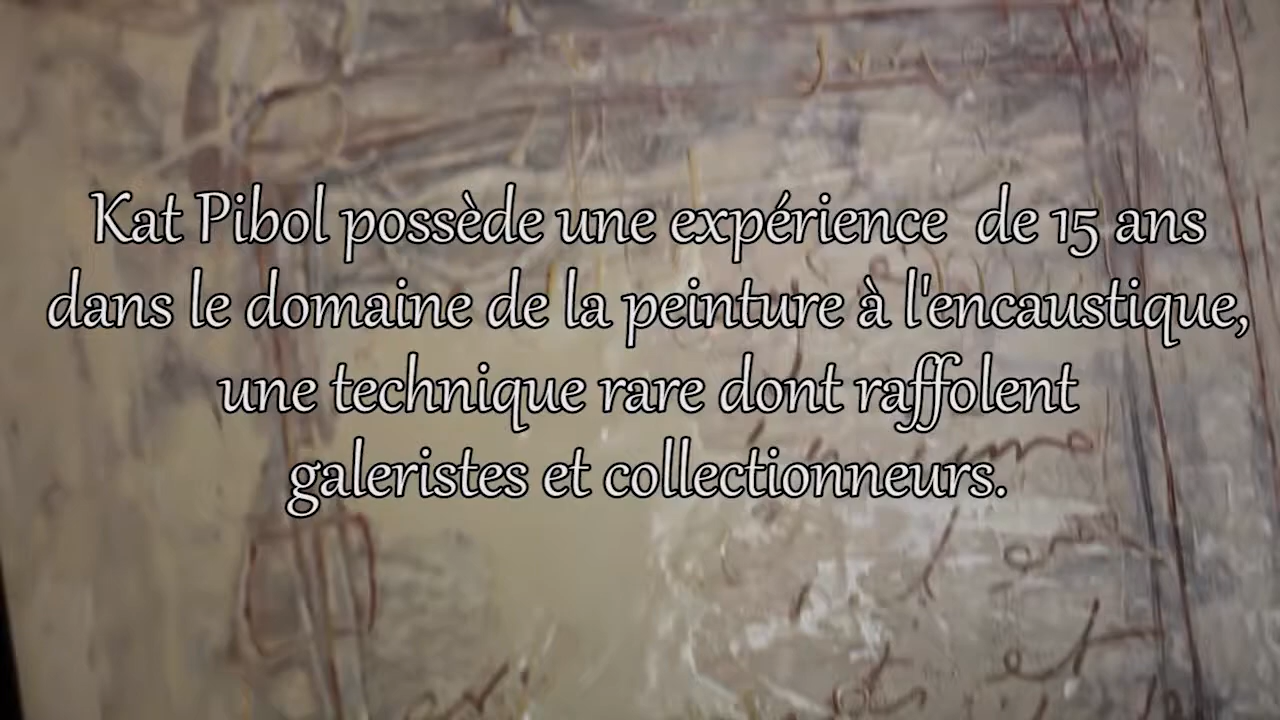 Kat Pibol possède une expérience  de 15 ans
dans le domaine de la peinture à l'encaustique,
une technique rare dont raffolent
galeristes et collectionneurs.